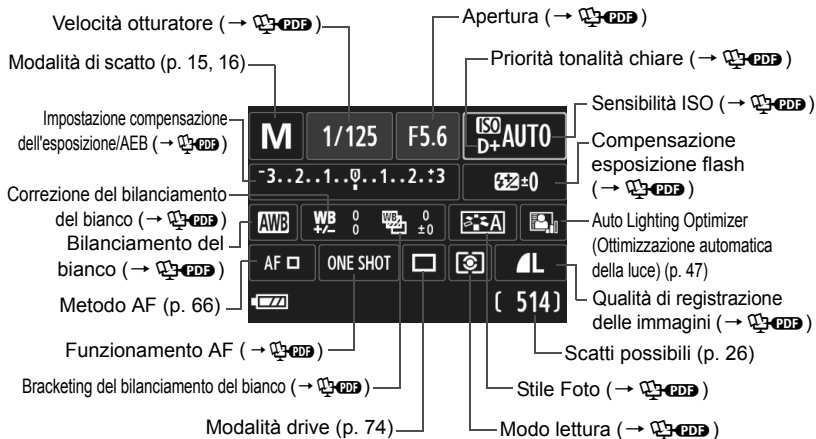 Velocità otturatore (→ PDF)
Apertura (→ PDF)
Modalità di scatto (p. 15, 16)
Priorità tonalità chiare (→ PDF)
Sensibilità ISO (→ PDF)
Impostazione compensazione
dell'esposizione/AEB (→ PDF)
Compensazione
esposizione flash
(→ PDF)
Correzione del bilanciamento
del bianco (→ PDF)
Bilanciamento del
bianco (→ PDF)
Auto Lighting Optimizer
(Ottimizzazione automatica
della luce) (p. 47)
Metodo AF (p. 66)
Qualità di registrazione
delle immagini (→ PDF)
Funzionamento AF (→ PDF)
Scatti possibili (p. 26)
Bracketing del bilanciamento del bianco (→ PDF)
Stile Foto (→ PDF)
Modalità drive (p. 74)
Modo lettura (→ PDF)
M 1/125 F5.6 ISO AUTO
D+
-3..2..1..0..1..2.:+3 ±0
AWB WB +/- 0 0 WB 0 ±0 A
AF ONE SHOT L
( 514)